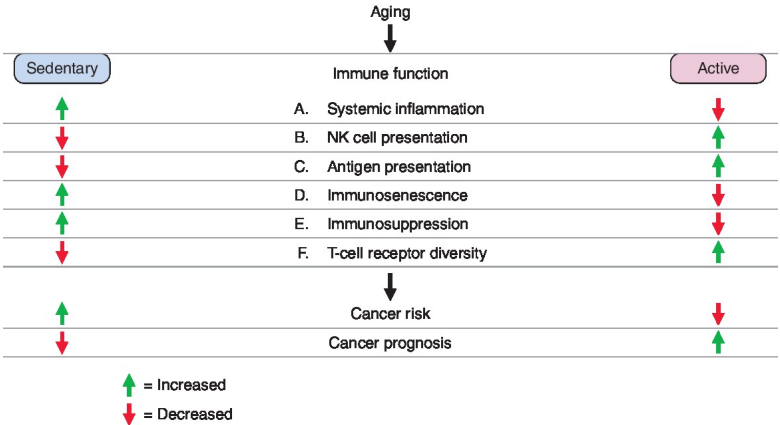 Aging
Sedentary Immune function Active
A. Systemic inflammation
B. NK cell presentation
C. Antigen presentation
D. Immunosenescence
E. Immunosuppression
F. T-cell receptor diversity
Cancer risk
Cancer prognosis
= Increased
= Decreased